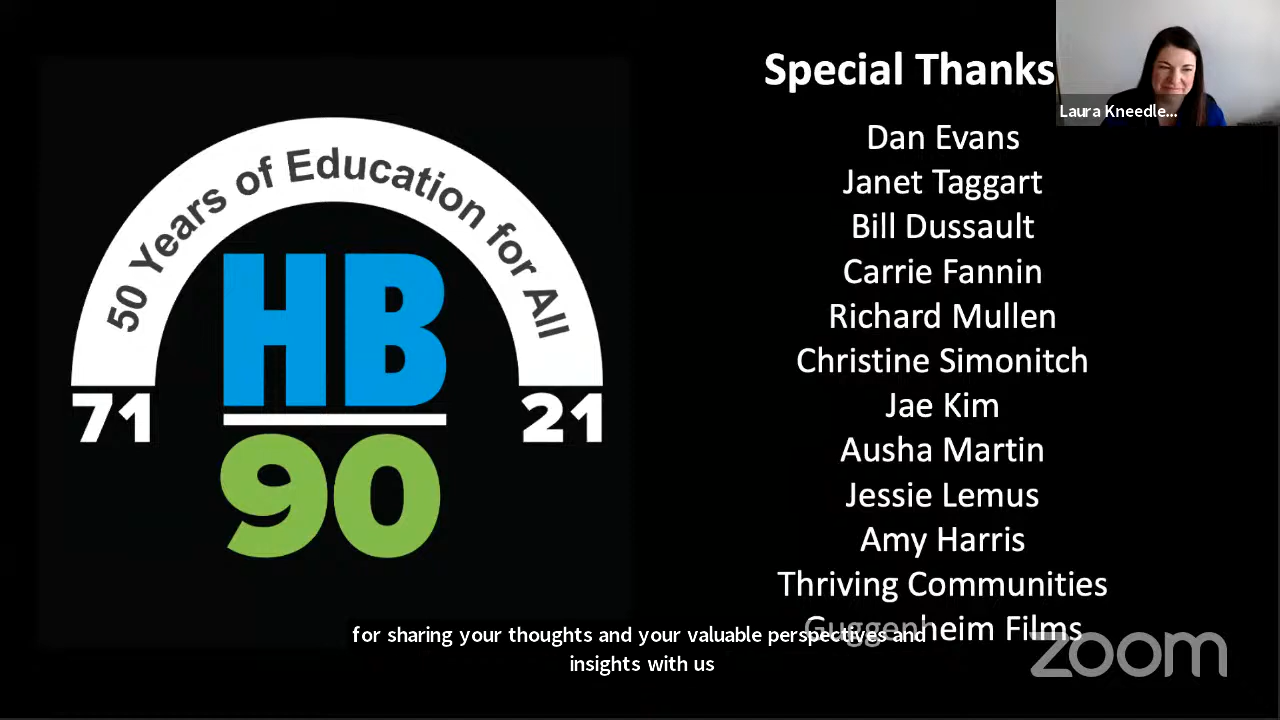 50 Years of Education for All
HB
71
21
90
Special Thanks
Laura Kneedle...
Dan Evans
Janet Taggart
Bill Dussault
Carrie Fannin
Richard Mullen
Christine Simonitch
Jae Kim
Ausha Martin
Jessie Lemus
Amy Harris
Thriving Communities
Guggenheim Films
for sharing your thoughts and your valuable perspectives and
insights with us
zoom